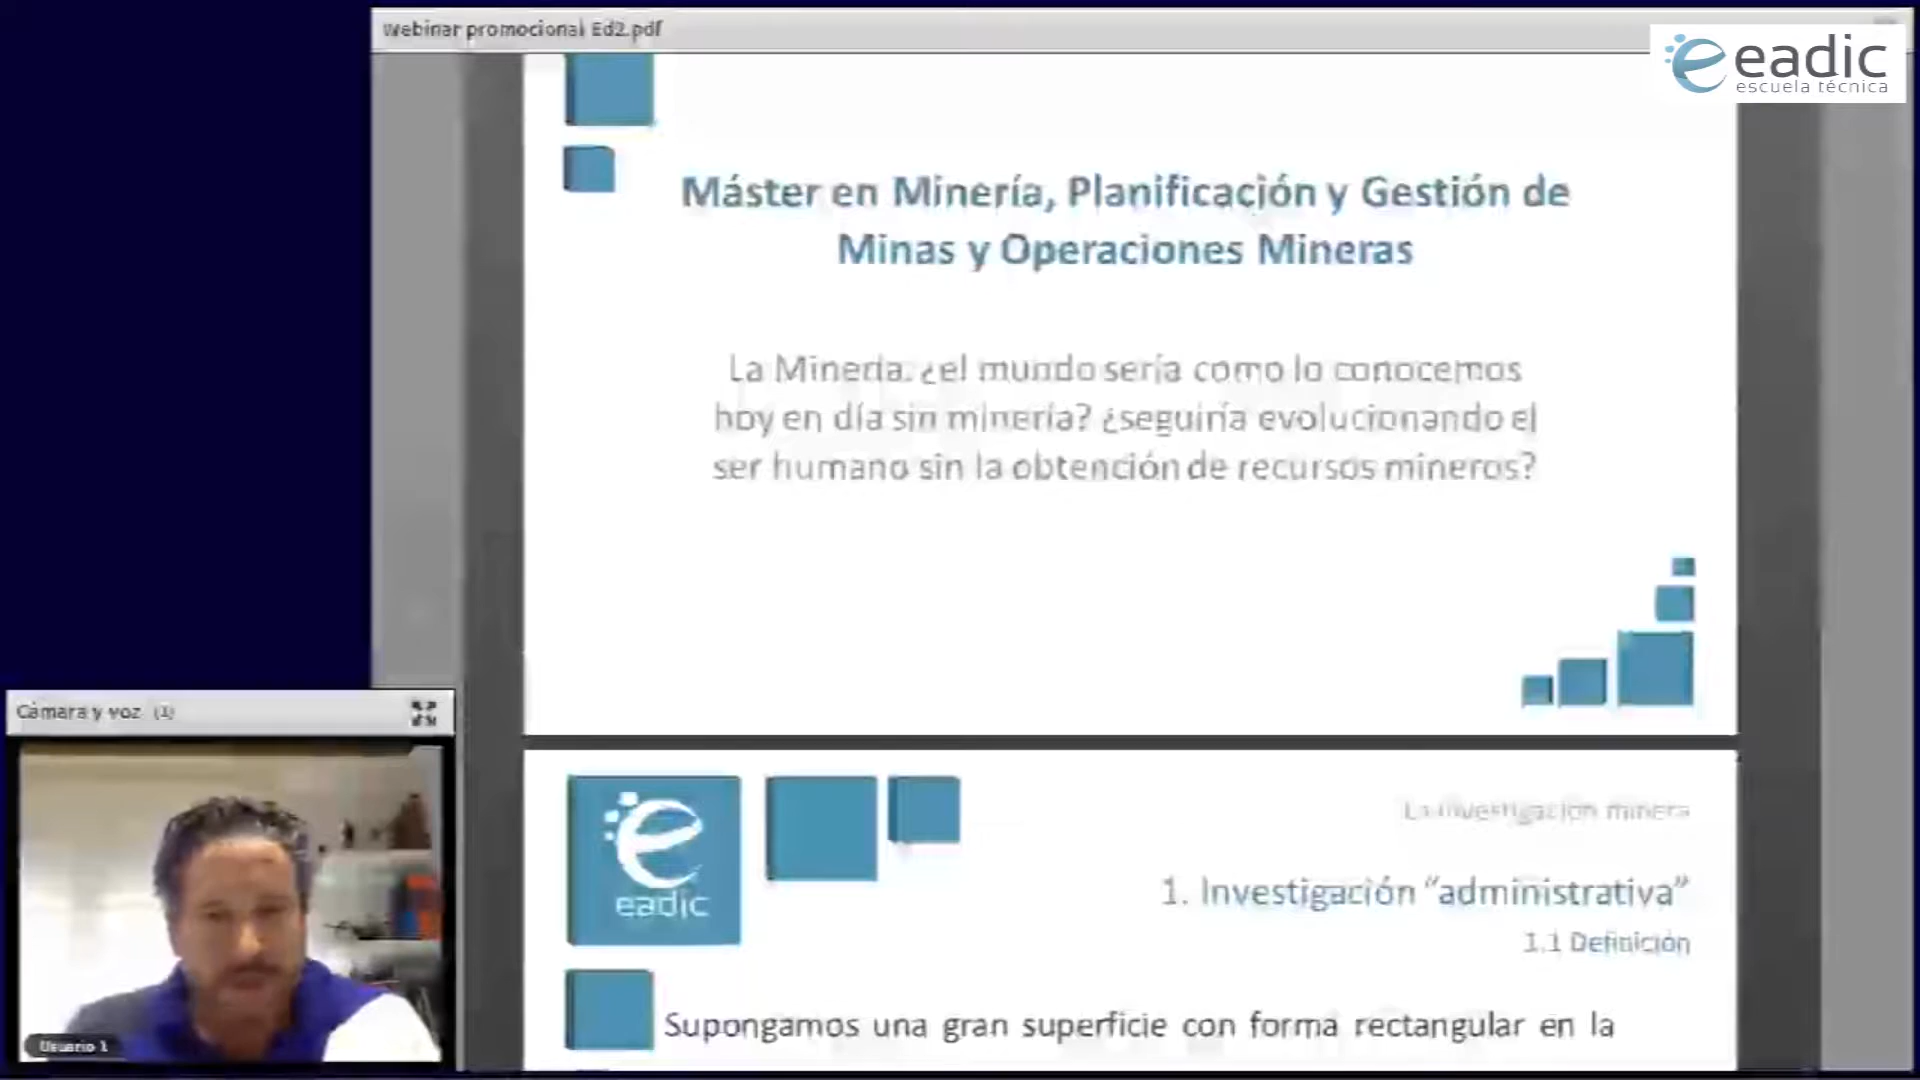 Webinar promocional Ed2.pdf
eadic
escuela técnica
Máster en Minería, Planificación y Gestión de
Minas y Operaciones Mineras
La Minería. ¿el mundo sería como lo conocemos
hoy en día sin minería? ¿seguiría evolucionando el
ser humano sin la obtención de recursos mineros?
Cámara y voz (1)
Usuario 1
eadic
La investigación minera
1. Investigación “administrativa”
1.1 Definición
Supongamos una gran superficie con forma rectangular en la